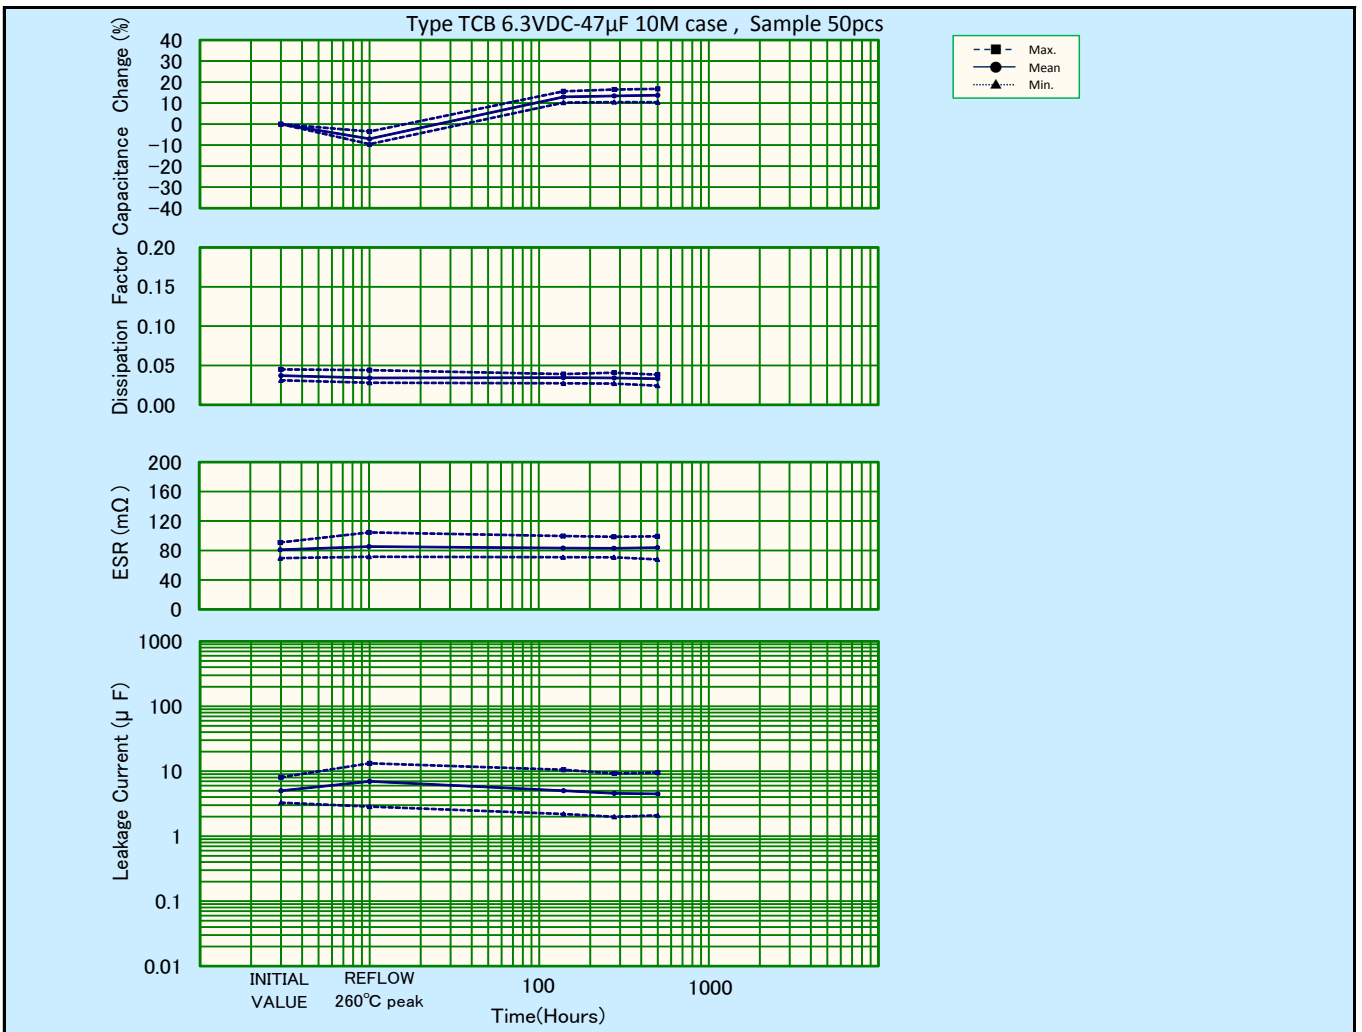 Type TCB 6.3VDC-47μF 10M case , Sample 50pcs
Max.
Mean
Min.
Capacitance Change (%)
40
30
20
10
0
-10
-20
-30
-40
Dissipation Factor
0.20
0.15
0.10
0.05
0.00
ESR (mΩ)
200
160
120
80
40
0
Leakage Current (μ F)
1000
100
10
1
0.1
0.01
INITIAL VALUE
REFLOW 260℃ peak
100
1000
Time(Hours)